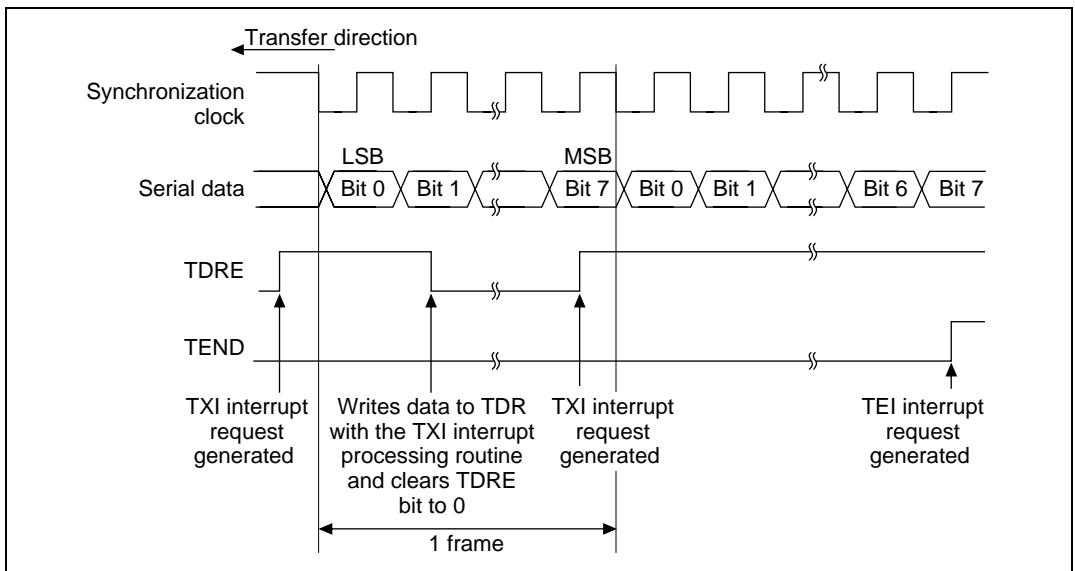 Transfer direction
Synchronization
clock
LSB
MSB
Serial data
Bit 0
Bit 1
Bit 7
Bit 0
Bit 1
Bit 6
Bit 7
TDRE
TEND
TXI interrupt
request
generated
Writes data to TDR
with the TXI interrupt
processing routine
and clears TDRE
bit to 0
TXI interrupt
request
generated
TEI interrupt
request
generated
1 frame